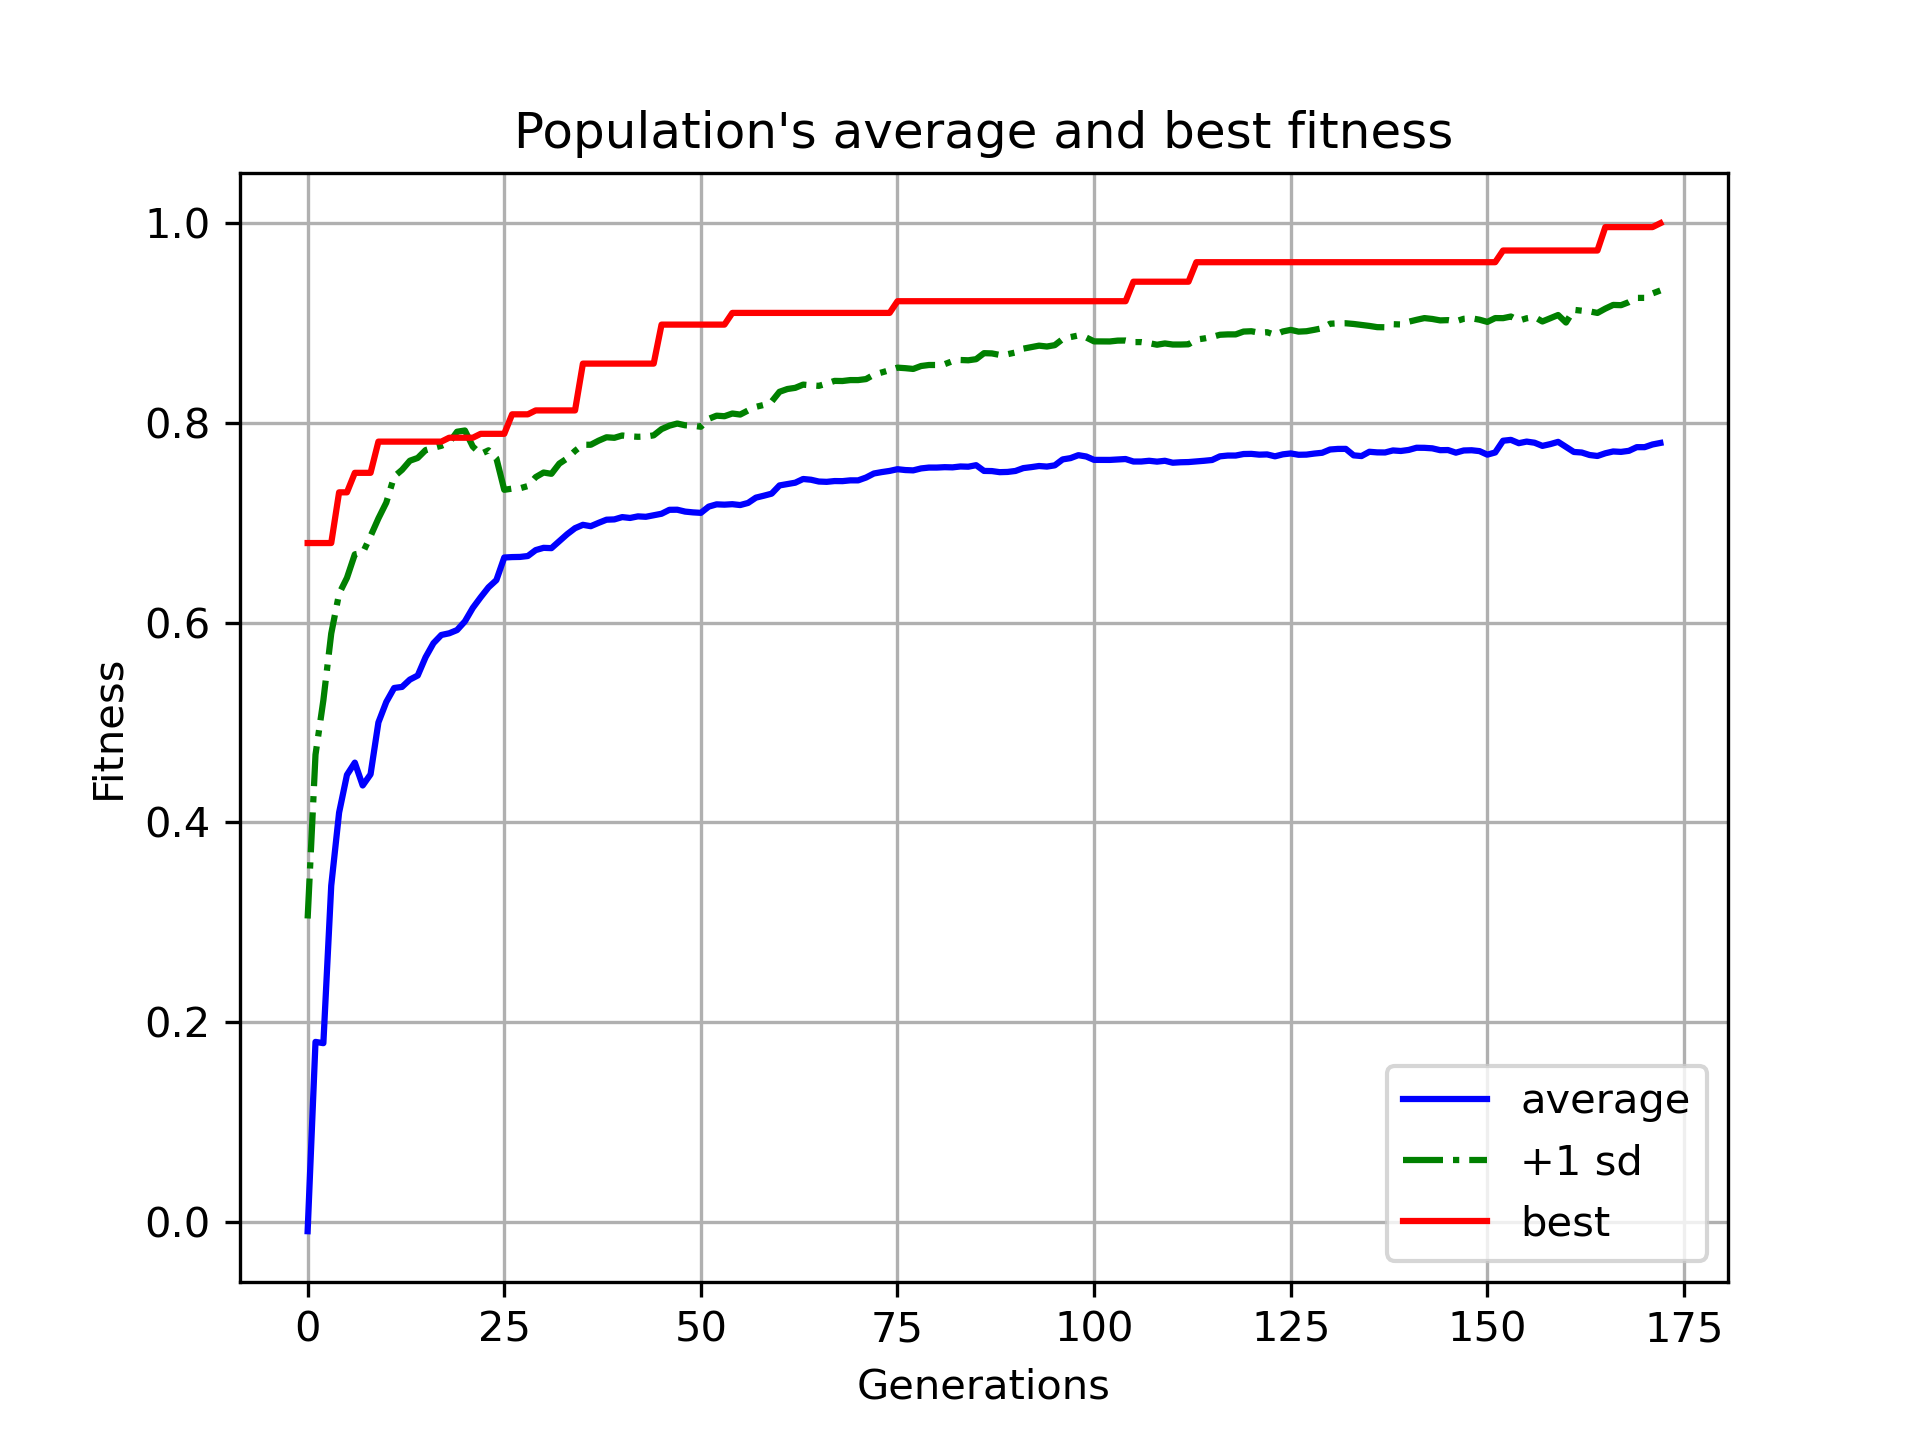 Population's average and best fitness
1.0
0.8
0.6
0.4
0.2
0.0
Fitness
average
+1 sd
best
0 25 50 75 100 125 150 175
Generations